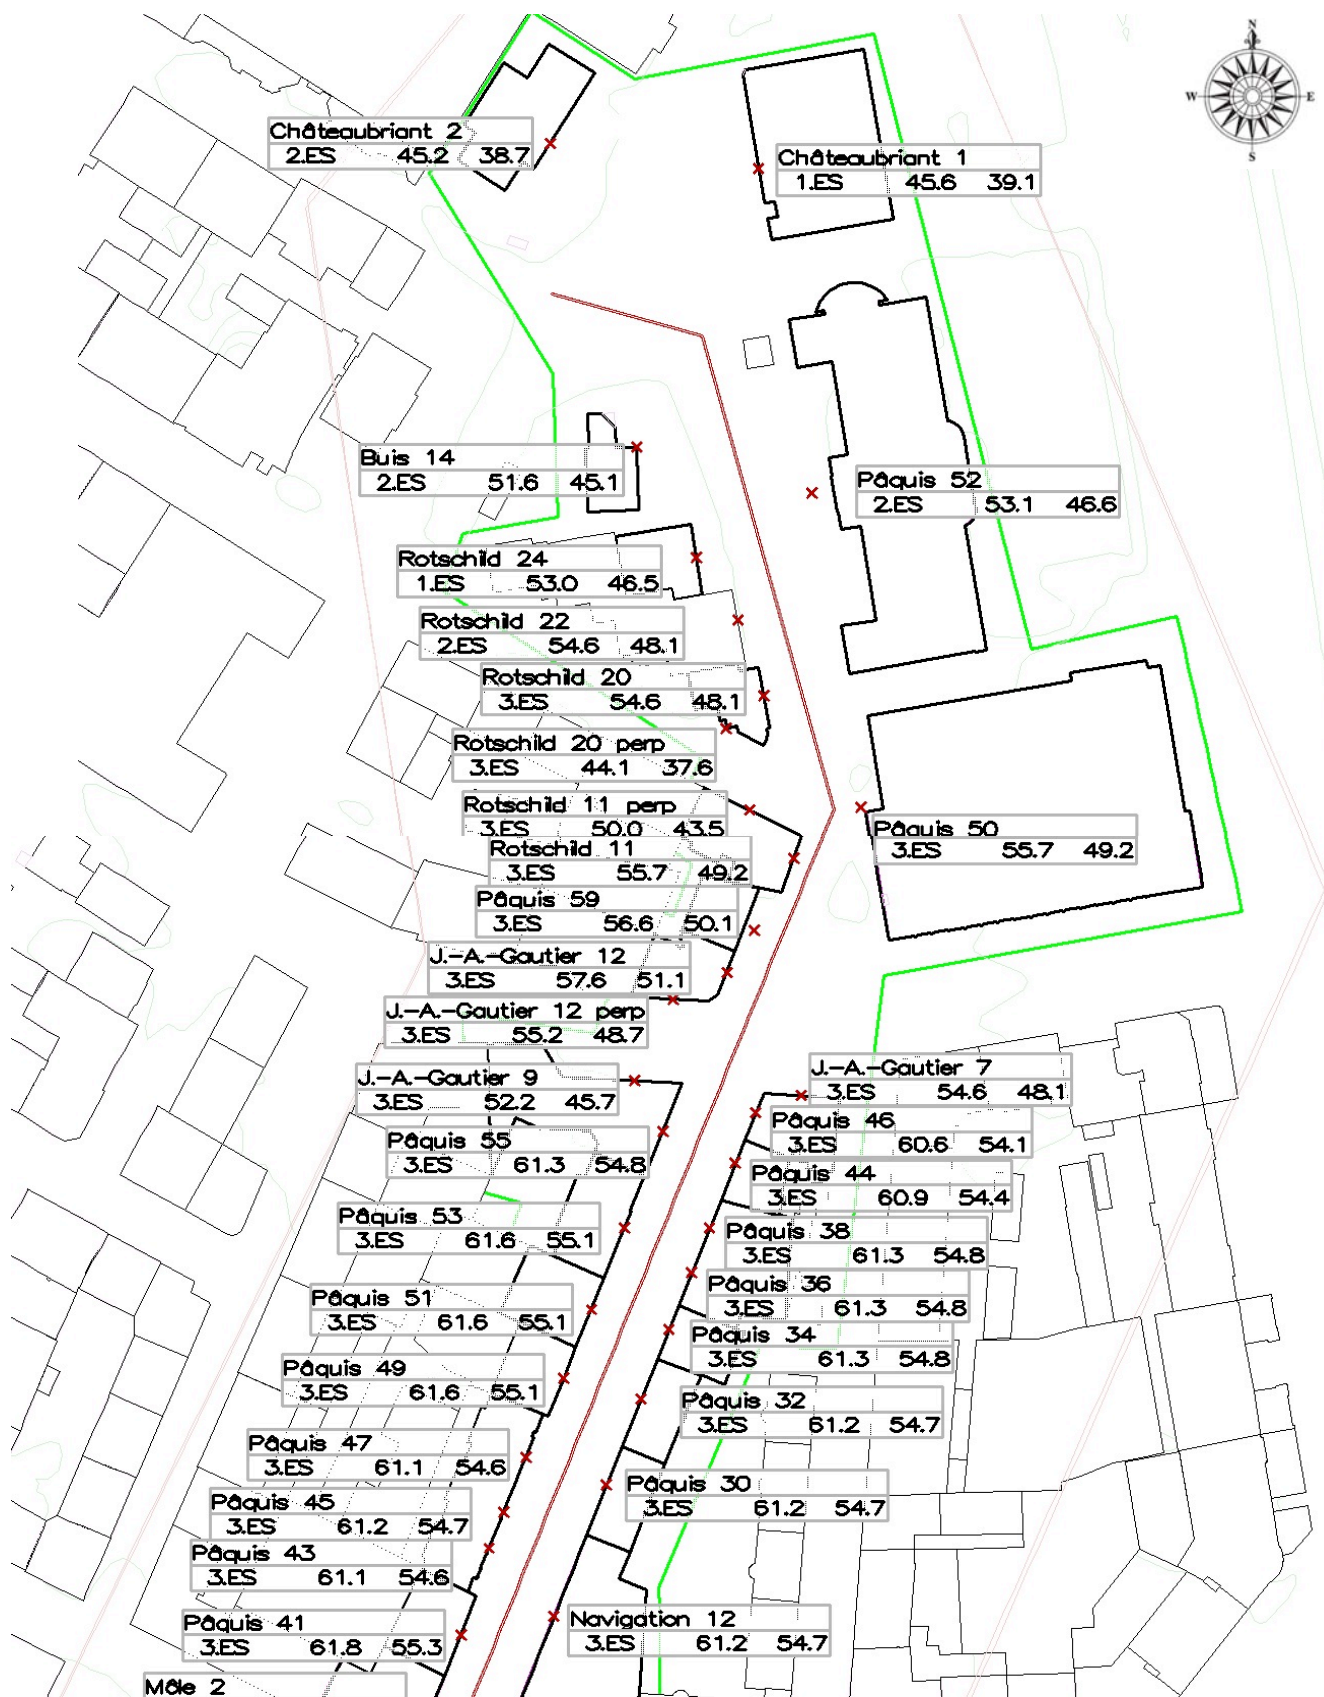 N
W E
S
Châteaubriant 2
2.ES 45.2 38.7
Châteaubriant 1
1.ES 45.6 39.1
Buis 14
2.ES 51.6 45.1
Pâquis 52
2.ES 53.1 46.6
Rotschild 24
1.ES 53.0 46.5
Rotschild 22
2.ES 54.6 48.1
Rotschild 20
3.ES 54.6 48.1
Rotschild 20 perp
3.ES 44.1 37.6
Rotschild 11 perp
3.ES 50.0 43.5
Pâquis 50
3.ES 55.7 49.2
Rotschild 11
3.ES 55.7 49.2
Pâquis 59
3.ES 56.6 50.1
J.-A.-Gautier 12
3.ES 57.6 51.1
J.-A.-Gautier 12 perp
3.ES 55.2 48.7
J.-A.-Gautier 9
3.ES 52.2 45.7
J.-A.-Gautier 7
3.ES 54.6 48.1
Pâquis 46
3.ES 60.6 54.1
Pâquis 55
3.ES 61.3 54.8
Pâquis 44
3.ES 60.9 54.4
Pâquis 53
3.ES 61.6 55.1
Pâquis 38
3.ES 61.3 54.8
Pâquis 36
3.ES 61.3 54.8
Pâquis 51
3.ES 61.6 55.1
Pâquis 34
3.ES 61.3 54.8
Pâquis 49
3.ES 61.6 55.1
Pâquis 32
3.ES 61.2 54.7
Pâquis 47
3.ES 61.1 54.6
Pâquis 30
3.ES 61.2 54.7
Pâquis 45
3.ES 61.2 54.7
Pâquis 43
3.ES 61.1 54.6
Pâquis 41
3.ES 61.8 55.3
Navigation 12
3.ES 61.2 54.7
Môle 2